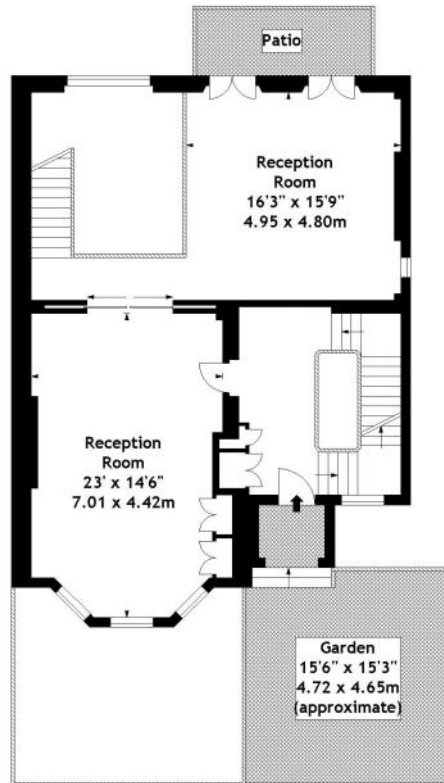 Patio
Reception
Room
16'3" x 15'9"
4.95 x 4.80m
Reception
Room
23' x 14'6"
7.01 x 4.42m
Garden
15'6" x 15'3"
4.72 x 4.65m
(approximate)